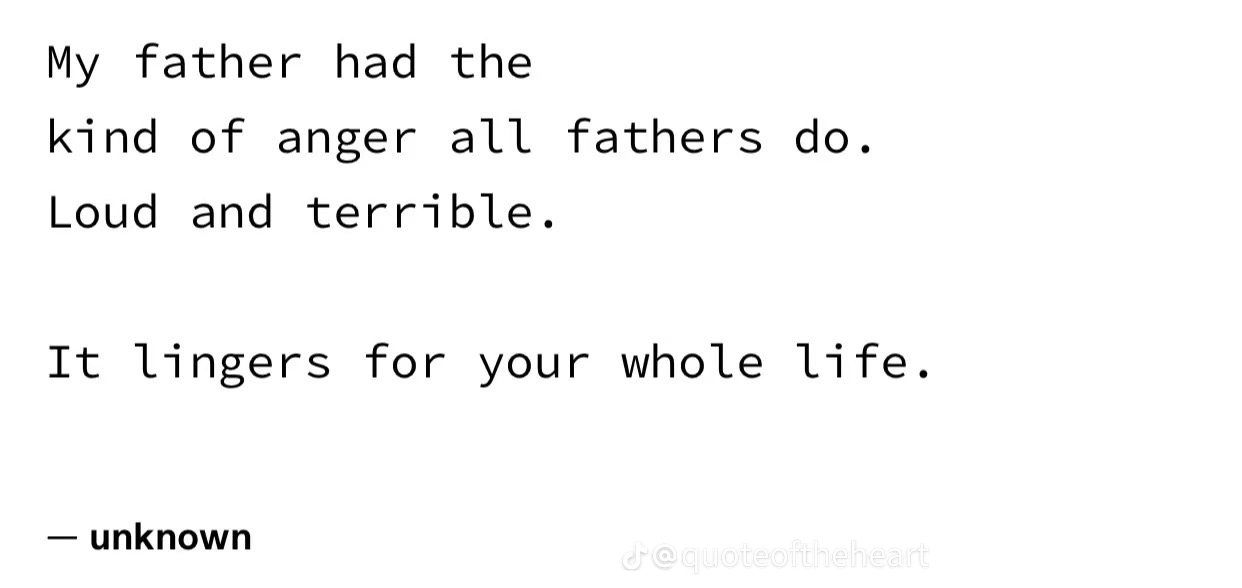 My father had the
kind of anger all fathers do.
Loud and terrible.
It lingers for your whole life.
— unknown
@quoteoftheheart